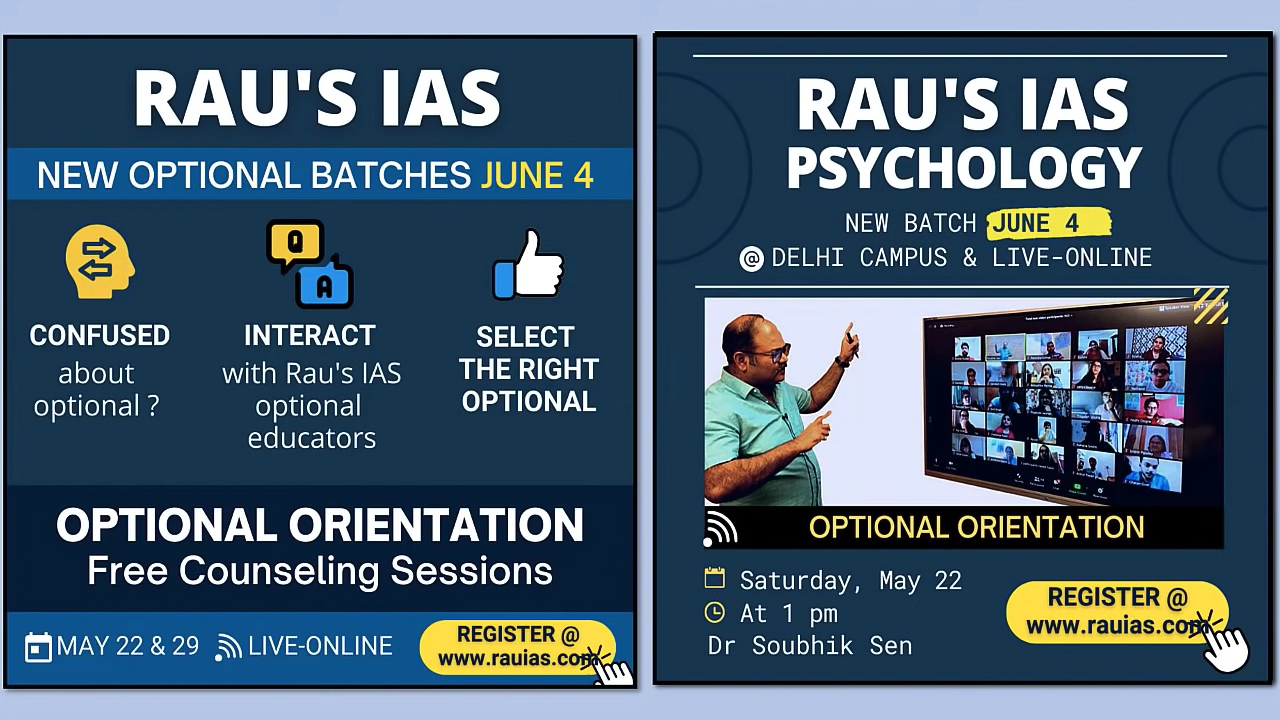 RAU'S IAS
NEW OPTIONAL BATCHES JUNE 4
Q
A
CONFUSED
about
optional ?
INTERACT
with Rau's IAS
optional
educators
SELECT
THE RIGHT
OPTIONAL
OPTIONAL ORIENTATION
Free Counseling Sessions
MAY 22 & 29
LIVE-ONLINE
REGISTER @
www.rauias.com
RAU'S IAS
PSYCHOLOGY
NEW BATCH JUNE 4
@ DELHI CAMPUS & LIVE-ONLINE
OPTIONAL ORIENTATION
Saturday, May 22
At 1 pm
Dr Soubhik Sen
REGISTER @
www.rauias.com